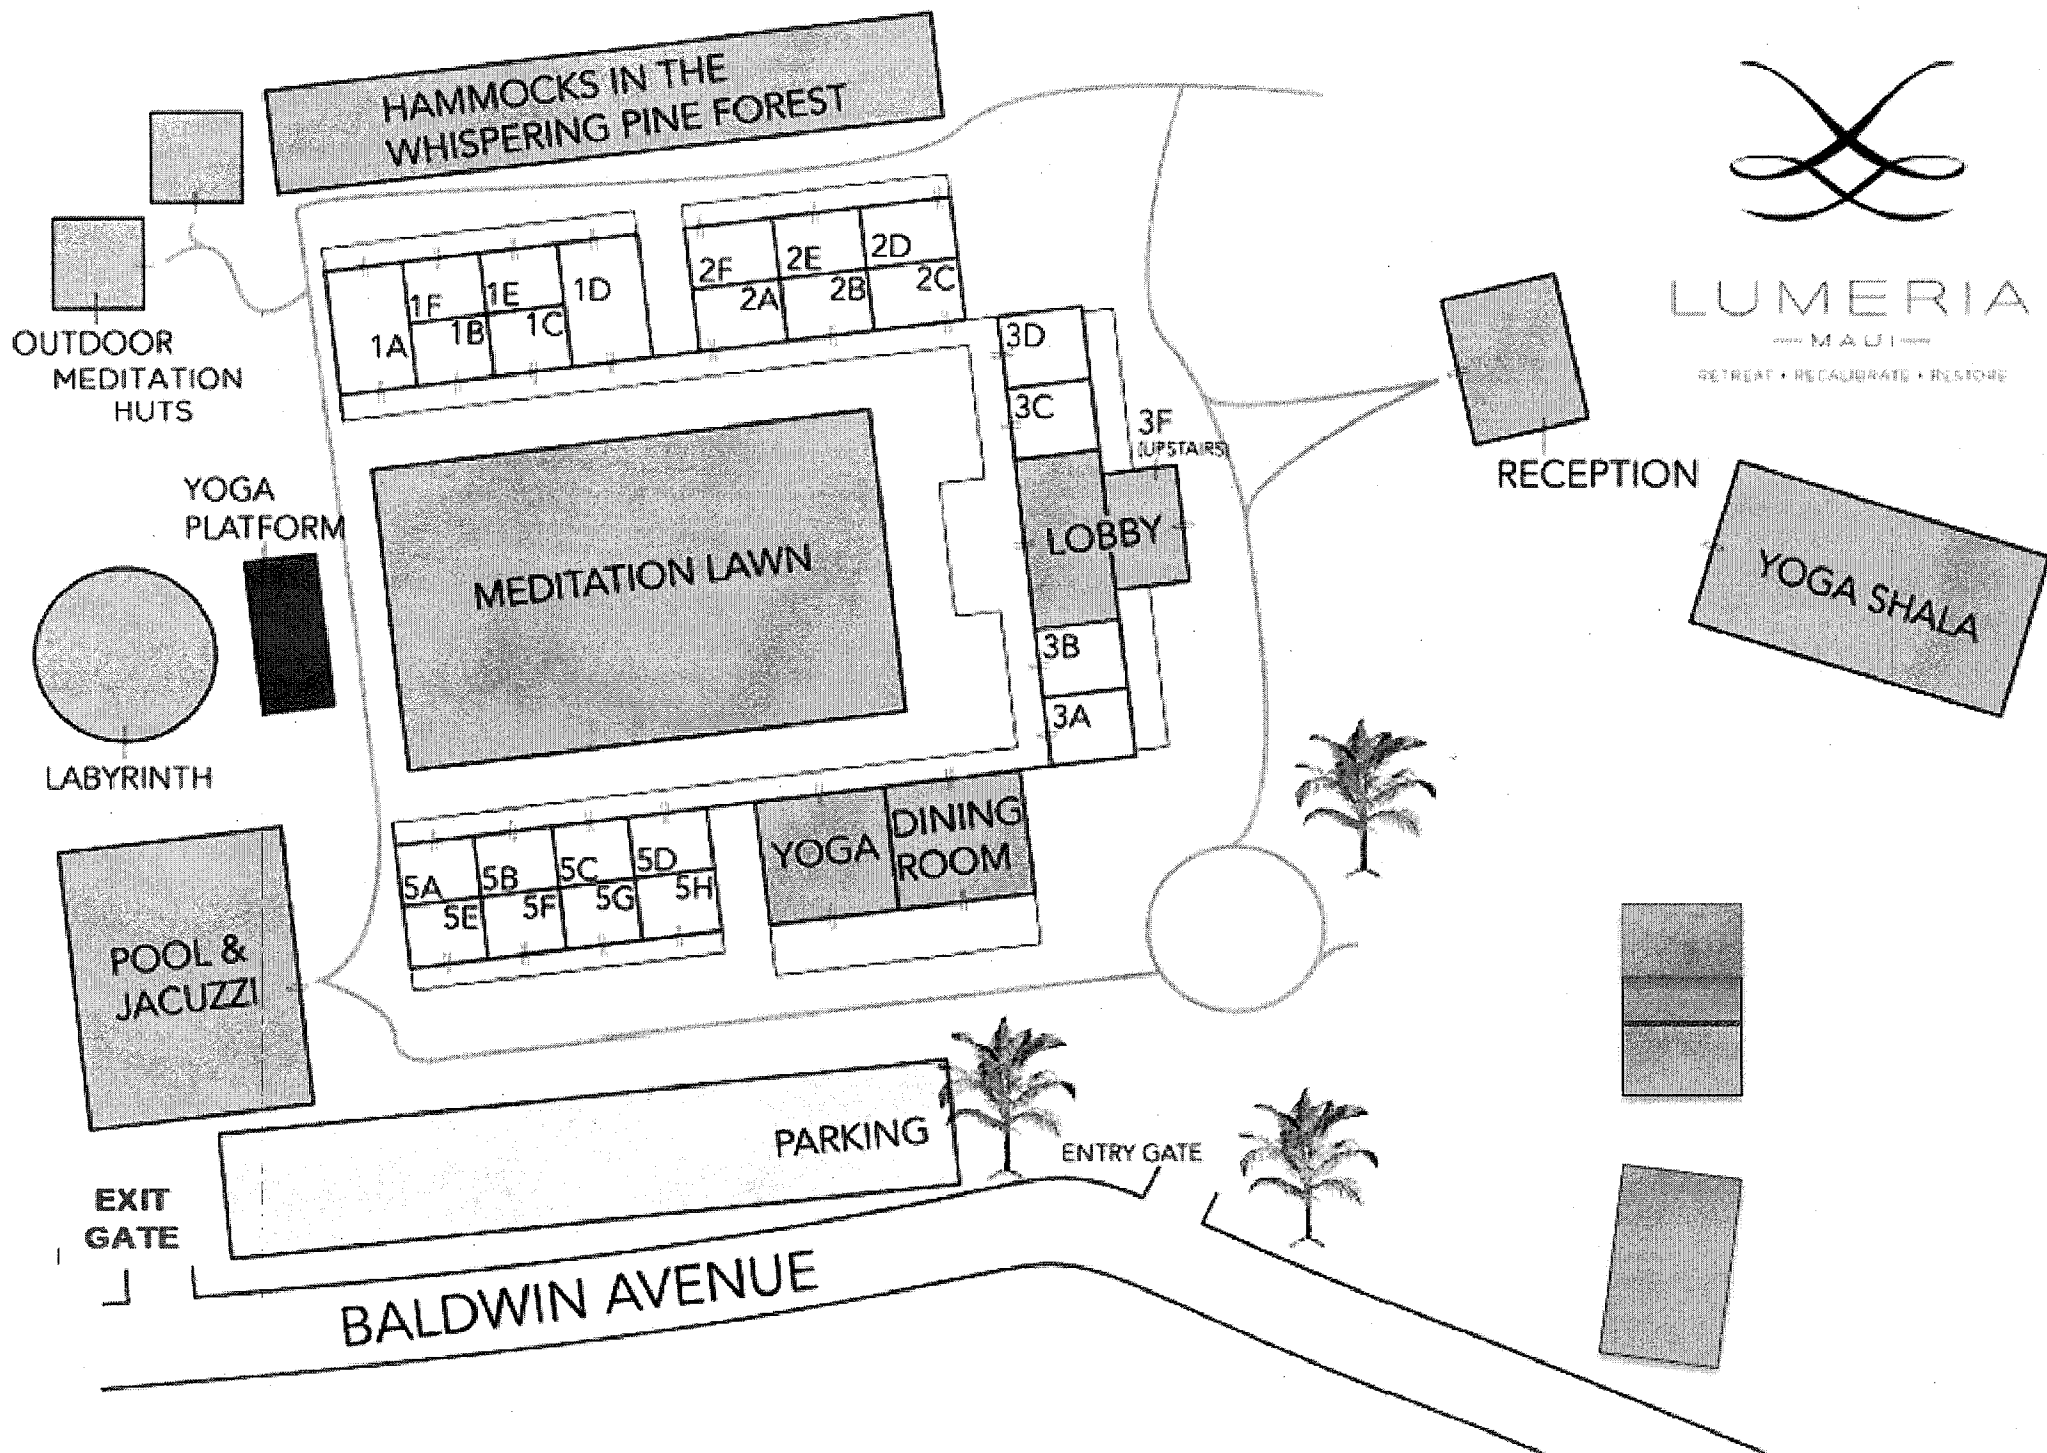 HAMMOCKS IN THE
WHISPERING PINE FOREST
LUMERIA
MAUI
RETREAT • RECALIBRATE • RESTORE
OUTDOOR
MEDITATION
HUTS
1A
1F
1B
1E
1C
1D
2F
2A
2E
2B
2D
2C
3D
3C
3F
(UPSTAIRS)
LOBBY
3B
3A
RECEPTION
YOGA SHALA
YOGA
PLATFORM
MEDITATION LAWN
LABYRINTH
5A
5E
5B
5F
5C
5G
5D
5H
YOGA
DINING
ROOM
POOL &
JACUZZI
PARKING
ENTRY GATE
EXIT
GATE
BALDWIN AVENUE